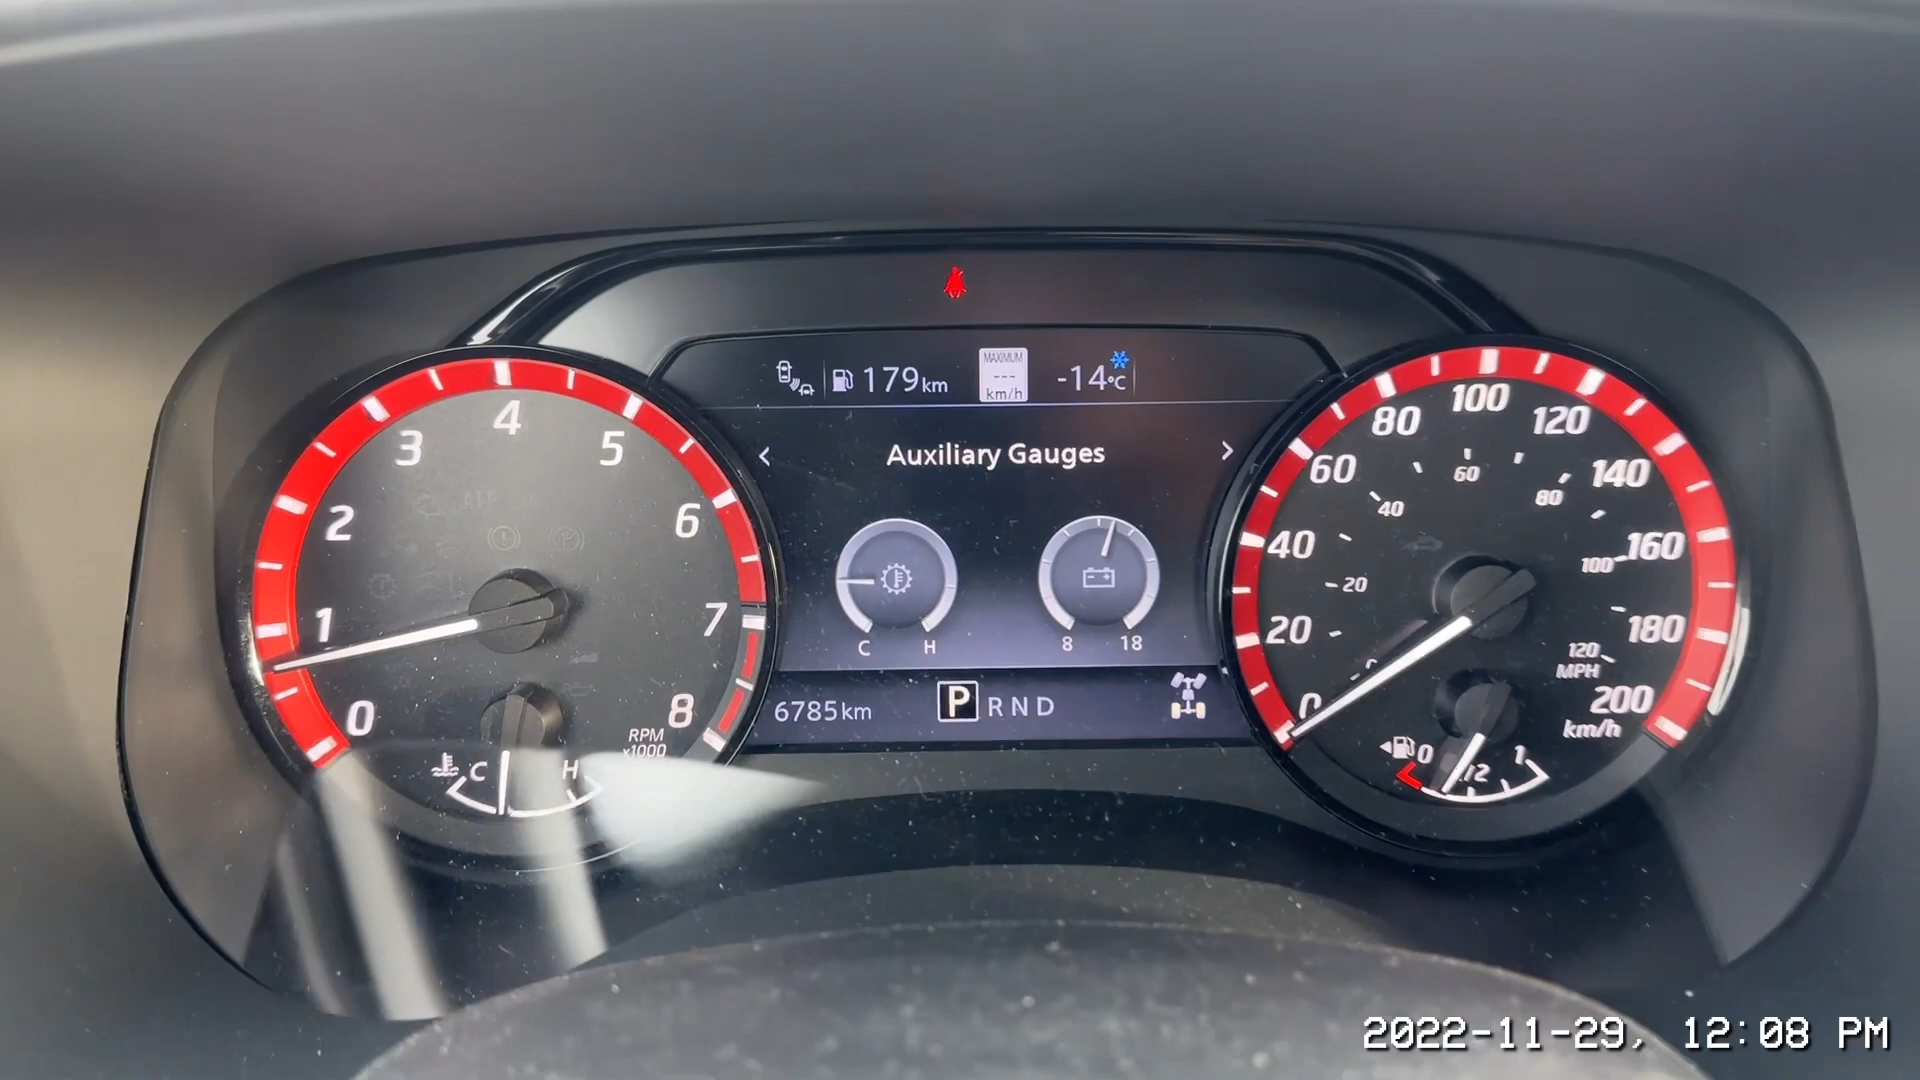 179km
MAXIMUM
---
km/h
-14°C
< Auxiliary Gauges >
C H
8 18
6785km
P R N D
0
1
2
3
4
5
6
7
8
RPM
x1000
C H
0
20
40
60
80
100
120
140
160
180
200
km/h
0
20
40
60
80
100
120
MPH
0 1
2022-11-29, 12:08 PM